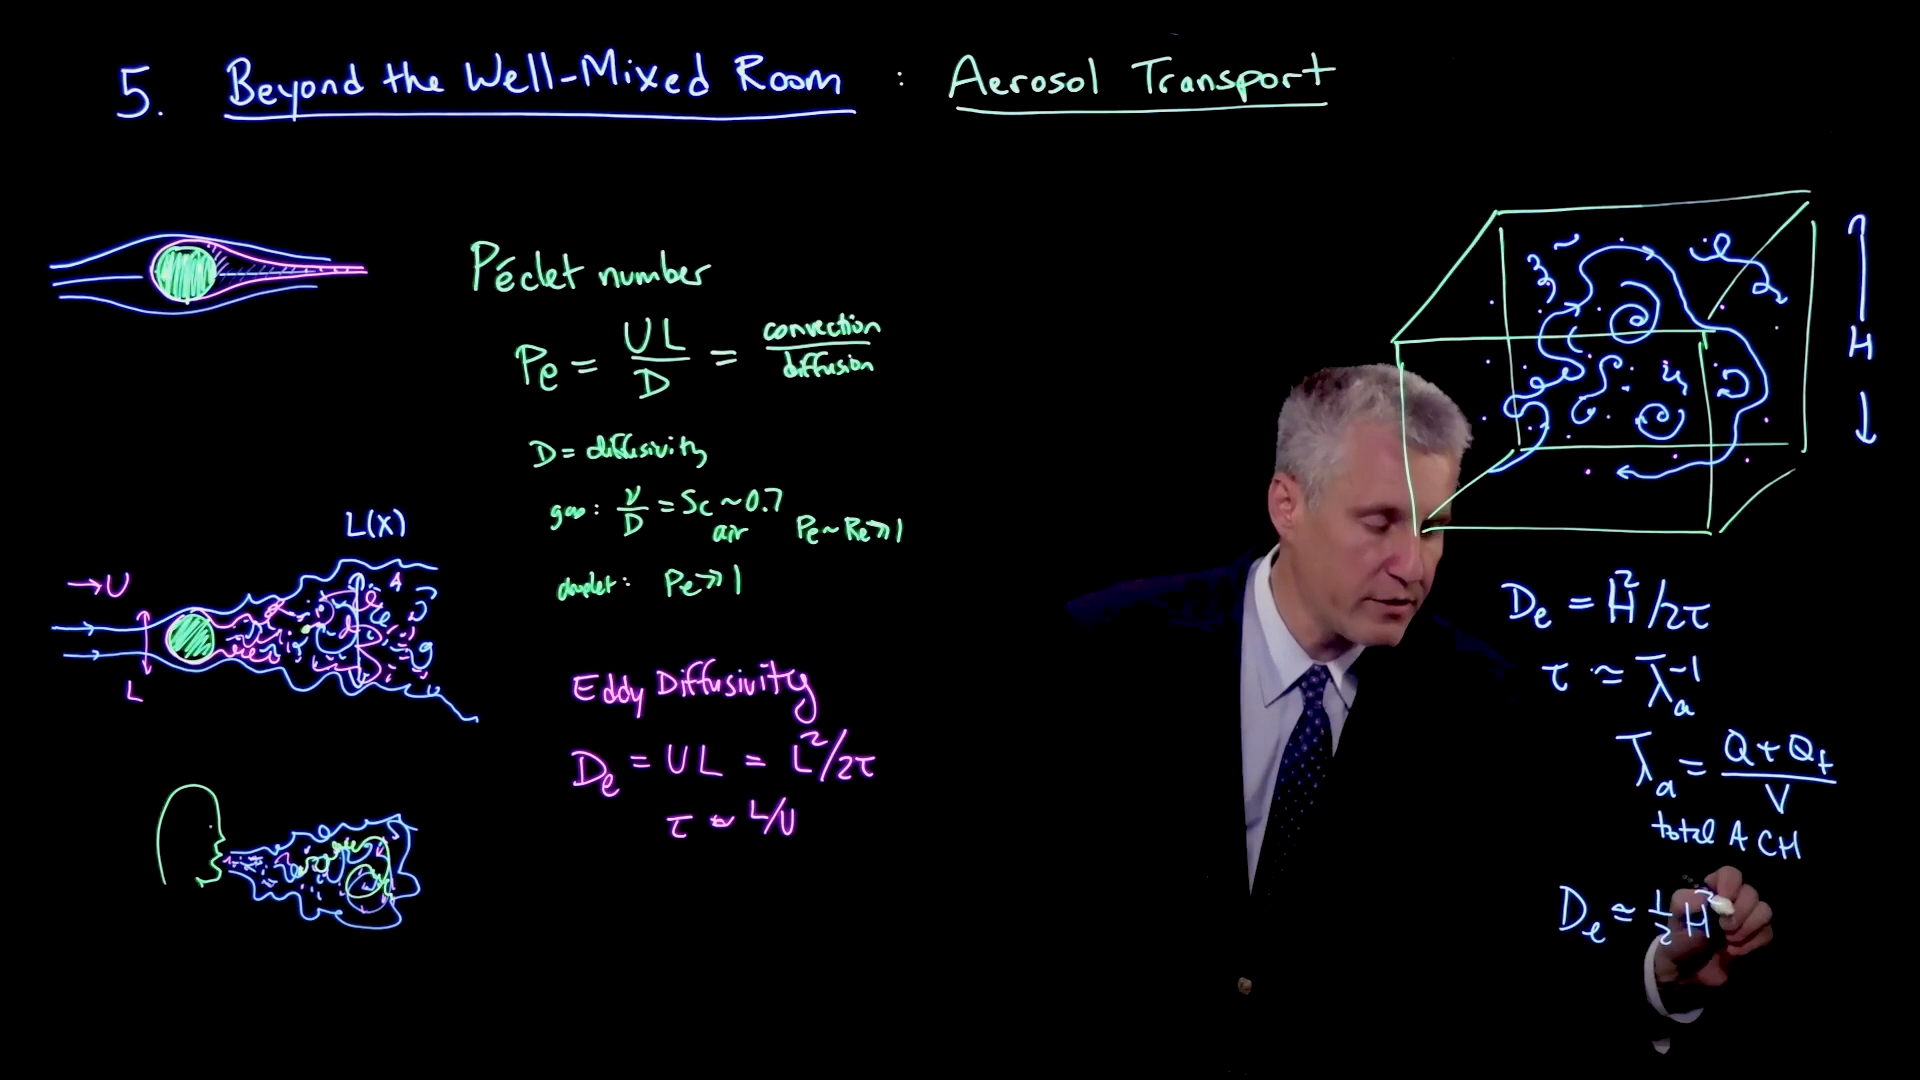 5. Beyond the Well-Mixed Room : Aerosol Transport
Péclet number
Pe = UL/D = convection/diffusion
D = diffusivity
gas: ν/D = Sc ~ 0.7
air
Pe ~ Re ≫ 1
droplet: Pe ≫ 1
L(x)
→ U
L
Eddy Diffusivity
De = UL = L²/2τ
τ ≈ L/U
H
De = H²/2τ
τ ≃ λ̄a⁻¹
λ̄a = (Q + Qf)/V
total ACH
De ≃ ½ H²